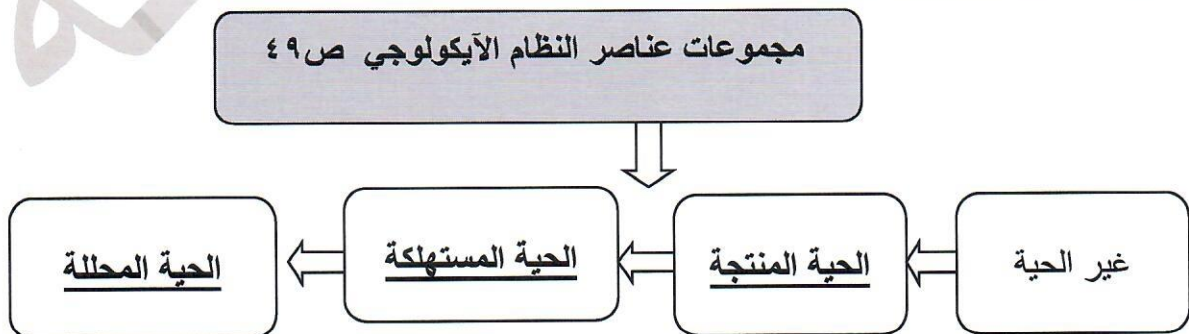 مجموعات عناصر النظام الآيكولوجي ص٤٩
غير الحية
الحية المنتجة
الحية المستهلكة
الحية المحللة